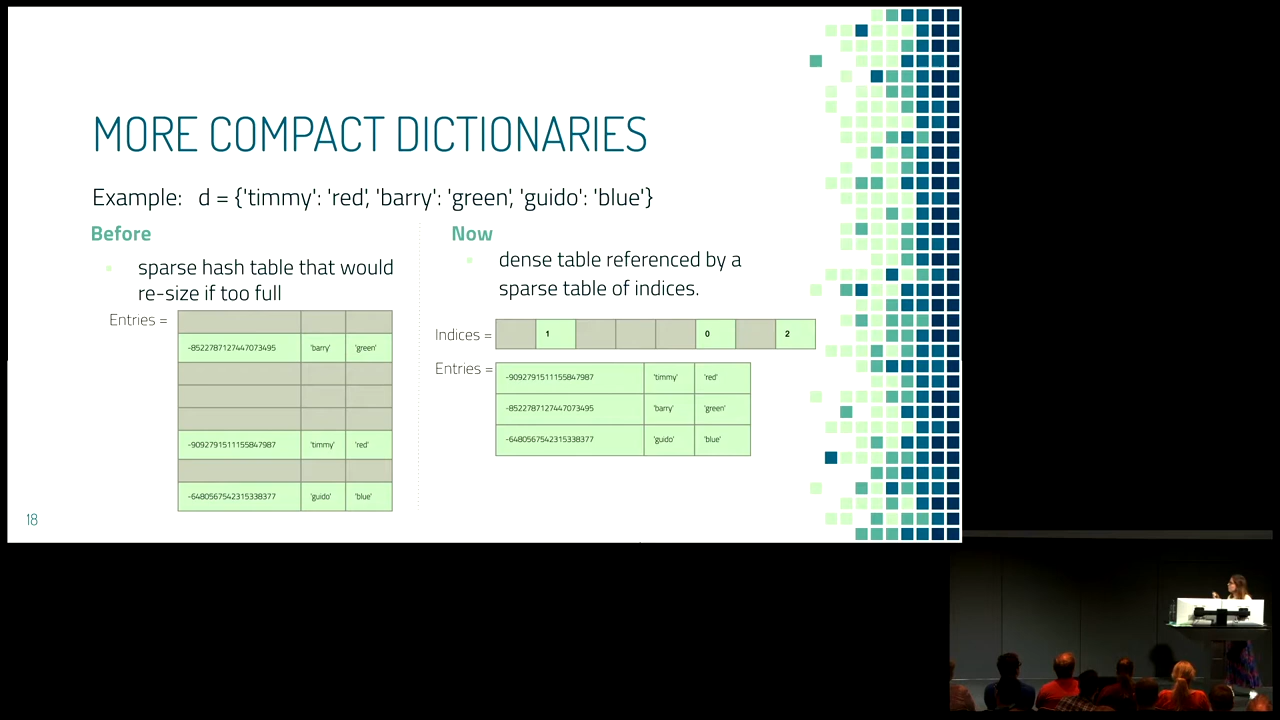 MORE COMPACT DICTIONARIES
Example: d = {'timmy': 'red', 'barry': 'green', 'guido': 'blue'}
Before
sparse hash table that would
re-size if too full
Entries =
-8522787127447073495 'barry' 'green'
-9092791511155847987 'timmy' 'red'
-6480567542315338377 'guido' 'blue'
Now
dense table referenced by a
sparse table of indices.
Indices = 1 0 2
Entries =
-9092791511155847987 'timmy' 'red'
-8522787127447073495 'barry' 'green'
-6480567542315338377 'guido' 'blue'
18